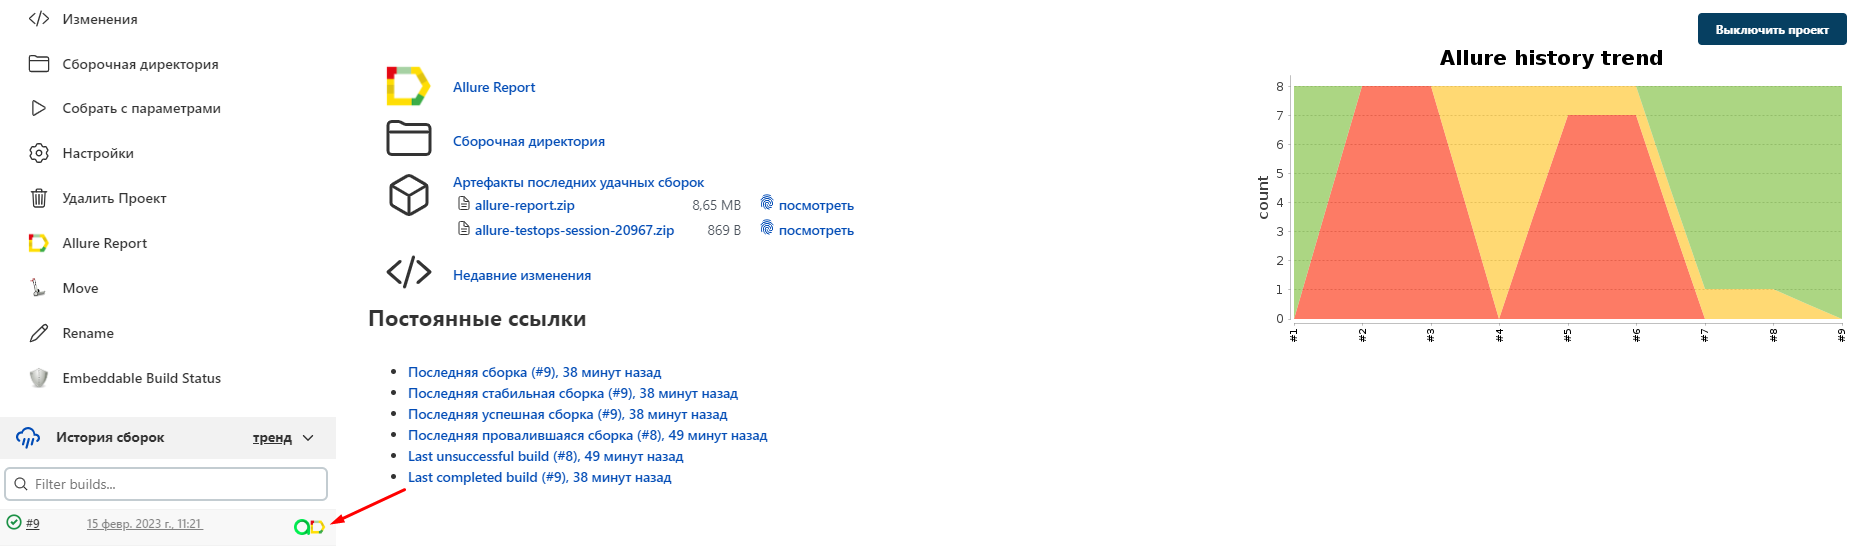 Изменения
Сборочная директория
Собрать с параметрами
Настройки
Удалить Проект
Allure Report
Move
Rename
Embeddable Build Status
История сборок тренд
Filter builds...
#9 15 февр. 2023 г., 11:21
Allure Report
Сборочная директория
Артефакты последних удачных сборок
allure-report.zip 8,65 MB посмотреть
allure-testops-session-20967.zip 869 B посмотреть
Недавние изменения
Постоянные ссылки
Последняя сборка (#9), 38 минут назад
Последняя стабильная сборка (#9), 38 минут назад
Последняя успешная сборка (#9), 38 минут назад
Последняя провалившаяся сборка (#8), 49 минут назад
Last unsuccessful build (#8), 49 минут назад
Last completed build (#9), 38 минут назад
Выключить проект
Allure history trend
count
8
7
6
5
4
3
2
1
0
#1 #2 #3 #4 #5 #6 #7 #8 #9